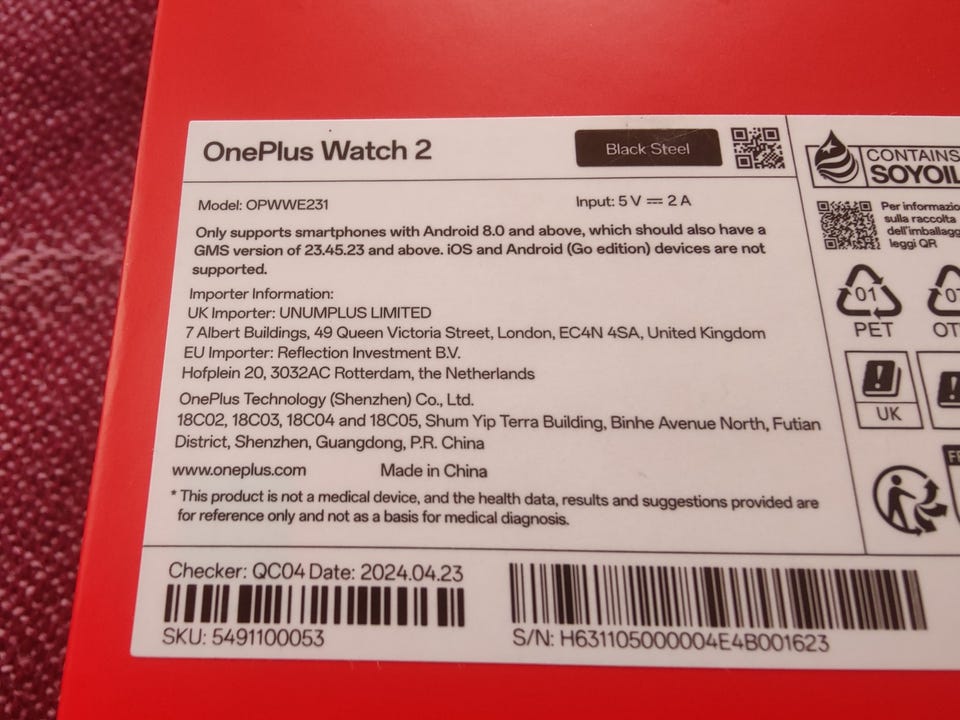 OnePlus Watch 2
Black Steel
Model: OPWWE231
Input: 5 V ⎓ 2 A
Only supports smartphones with Android 8.0 and above, which should also have a
GMS version of 23.45.23 and above. iOS and Android (Go edition) devices are not
supported.
Importer Information:
UK Importer: UNUMPLUS LIMITED
7 Albert Buildings, 49 Queen Victoria Street, London, EC4N 4SA, United Kingdom
EU Importer: Reflection Investment B.V.
Hofplein 20, 3032AC Rotterdam, the Netherlands
OnePlus Technology (Shenzhen) Co., Ltd.
18C02, 18C03, 18C04 and 18C05, Shum Yip Terra Building, Binhe Avenue North, Futian
District, Shenzhen, Guangdong, P.R. China
www.oneplus.com
Made in China
* This product is not a medical device, and the health data, results and suggestions provided are
for reference only and not as a basis for medical diagnosis.
Checker: QC04 Date: 2024.04.23
SKU: 5491100053
S/N: H631105000004E4B001623
CONTAINS
SOYOIL
Per informazio
sulla raccolta
dell'imballagg
leggi QR
01
PET
07
OT
UK
FR